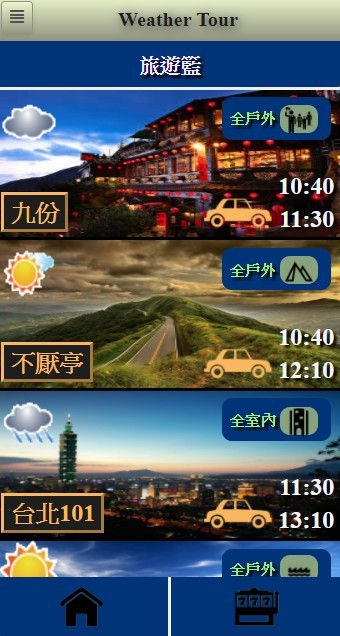 Weather Tour
旅遊籃
全戶外
九份
10:40
11:30
全戶外
不厭亭
10:40
12:10
全室內
台北101
11:30
13:10
全戶外
777